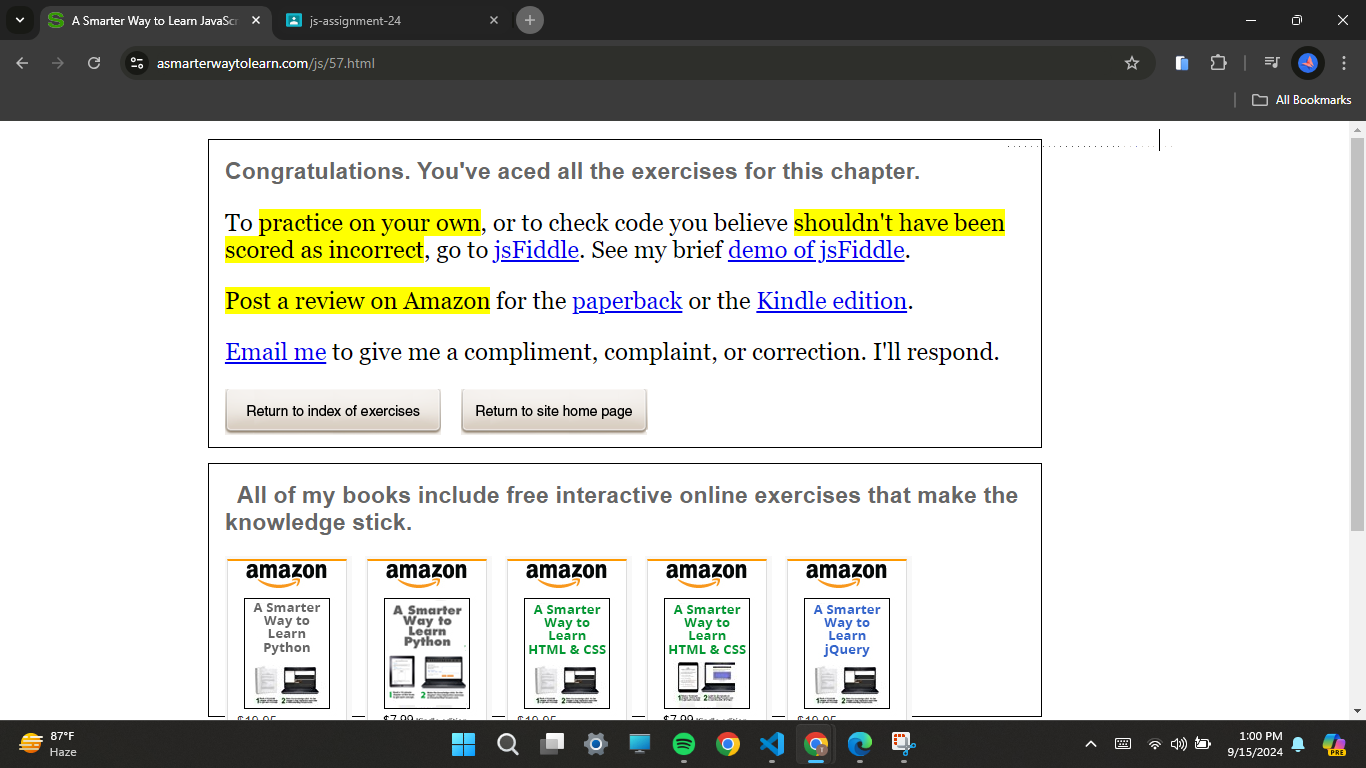 A Smarter Way to Learn JavaScr
js-assignment-24
asmarterwaytolearn.com/js/57.html
All Bookmarks
Congratulations. You've aced all the exercises for this chapter.
To practice on your own, or to check code you believe shouldn't have been
scored as incorrect, go to jsFiddle. See my brief demo of jsFiddle.
Post a review on Amazon for the paperback or the Kindle edition.
Email me to give me a compliment, complaint, or correction. I'll respond.
Return to index of exercises
Return to site home page
All of my books include free interactive online exercises that make the
knowledge stick.
amazon
A Smarter
Way to
Learn
Python
amazon
A Smarter
Way to
Learn
Python
amazon
A Smarter
Way to
Learn
HTML & CSS
amazon
A Smarter
Way to
Learn
HTML & CSS
amazon
A Smarter
Way to
Learn
jQuery
87°F
Haze
1:00 PM
9/15/2024
PRE